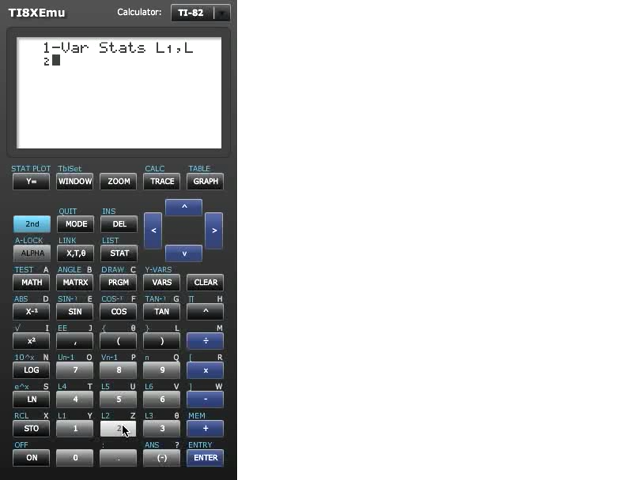 TI8XEmu Calculator: TI-82
1-Var Stats L₁,L
₂
STAT PLOT TblSet CALC TABLE
Y= WINDOW ZOOM TRACE GRAPH
^
QUIT INS
2nd MODE DEL < >
A-LOCK LINK LIST
ALPHA X,T,θ STAT v
TEST A ANGLE B DRAW C Y-VARS
MATH MATRX PRGM VARS CLEAR
ABS D SIN-¹ E COS-¹ F TAN-¹ G Π H
X-¹ SIN COS TAN ^
√ I EE J { θ } L M
x² , ( ) ÷
10^x N Un-1 O Vn-1 P n Q [ R
LOG 7 8 9 x
e^x S L4 T L5 U L6 V ] W
LN 4 5 6 -
RCL X L1 Y L2 Z L3 θ MEM
STO 1 2 3 +
OFF : ANS ? ENTRY
ON 0 . (-) ENTER